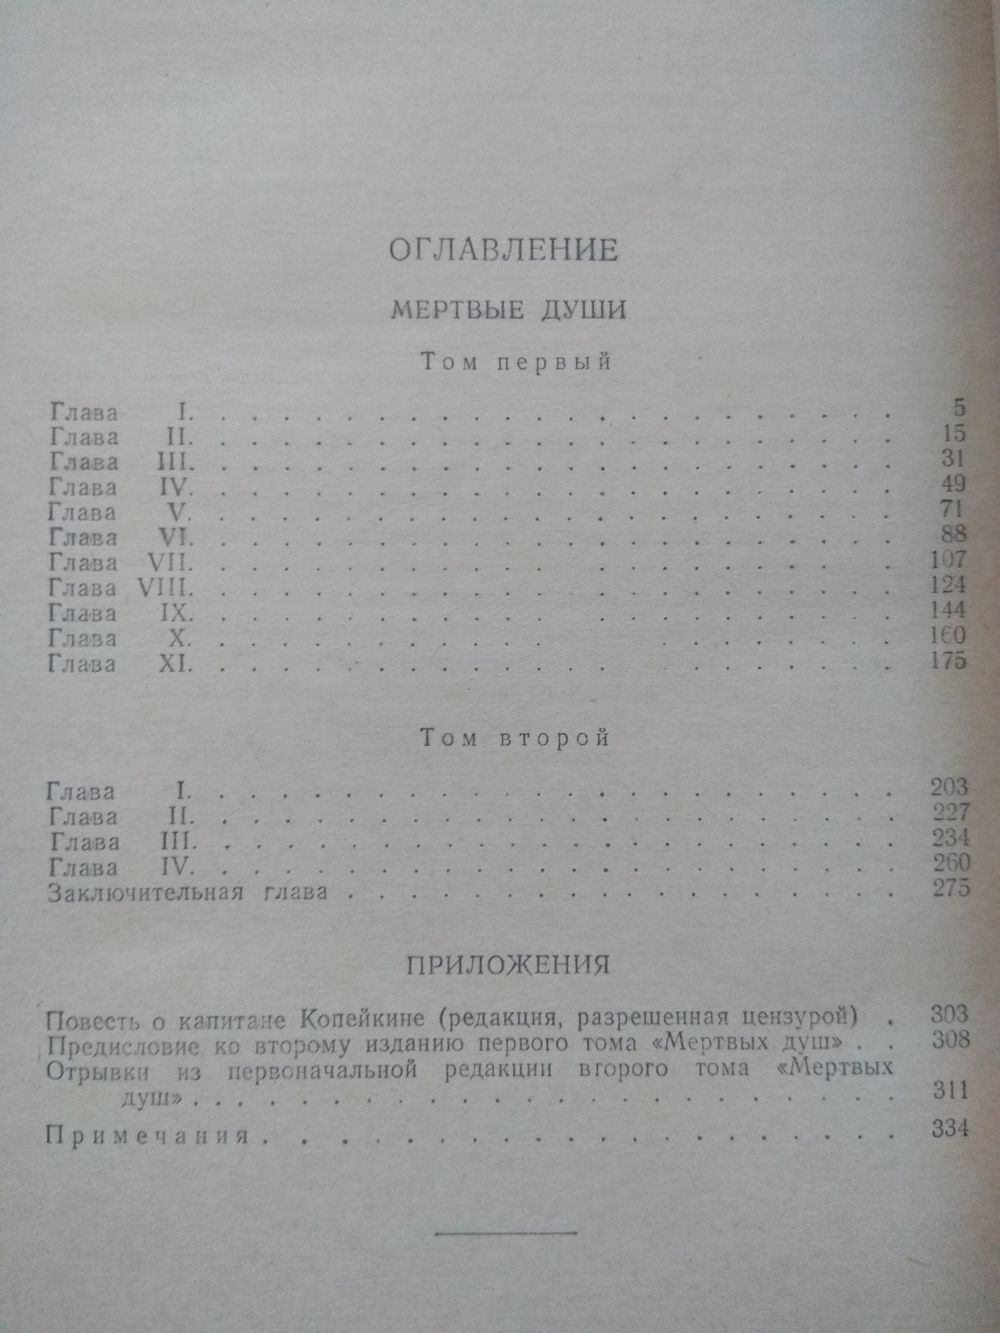 ОГЛАВЛЕНИЕ
МЕРТВЫЕ ДУШИ
Том первый
Глава I. . . . . . . . . . . . . . . . . . . . . . . 5
Глава II. . . . . . . . . . . . . . . . . . . . . . . 15
Глава III. . . . . . . . . . . . . . . . . . . . . . . 31
Глава IV. . . . . . . . . . . . . . . . . . . . . . . 49
Глава V. . . . . . . . . . . . . . . . . . . . . . . 71
Глава VI. . . . . . . . . . . . . . . . . . . . . . . 88
Глава VII. . . . . . . . . . . . . . . . . . . . . . . 107
Глава VIII. . . . . . . . . . . . . . . . . . . . . . . 124
Глава IX. . . . . . . . . . . . . . . . . . . . . . . 144
Глава X. . . . . . . . . . . . . . . . . . . . . . . 160
Глава XI. . . . . . . . . . . . . . . . . . . . . . . 175
Том второй
Глава I. . . . . . . . . . . . . . . . . . . . . . . 203
Глава II. . . . . . . . . . . . . . . . . . . . . . . 227
Глава III. . . . . . . . . . . . . . . . . . . . . . . 234
Глава IV. . . . . . . . . . . . . . . . . . . . . . . 260
Заключительная глава . . . . . . . . . . . . . . . . . . 275
ПРИЛОЖЕНИЯ
Повесть о капитане Копейкине (редакция, разрешенная цензурой) . 303
Предисловие ко второму изданию первого тома «Мертвых душ» . . 308
Отрывки из первоначальной редакции второго тома «Мертвых
душ» . . . . . . . . . . . . . . . . . . . . . . . 311
Примечания . . . . . . . . . . . . . . . . 334